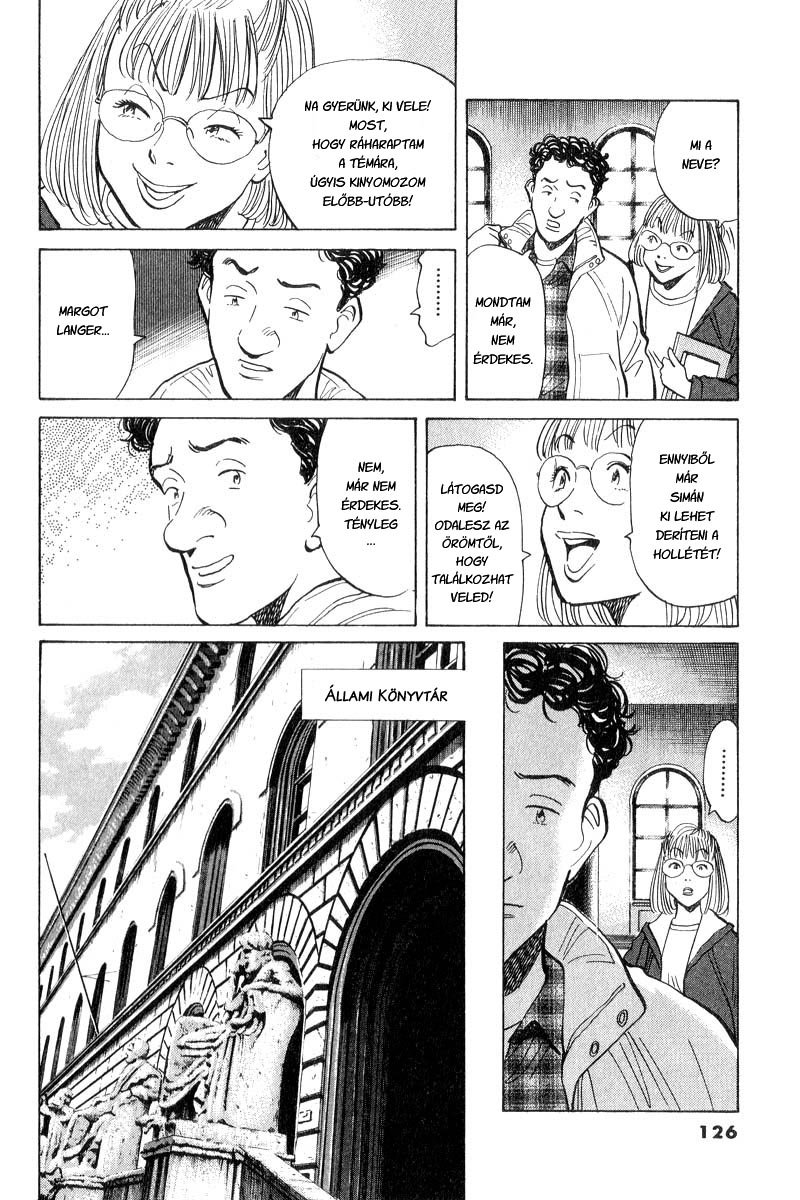 MI A
NEVE?
MONDTAM
MÁR,
NEM
ÉRDEKES.
NA GYERÜNK, KI VELE!
MOST,
HOGY RÁHARAPTAM
A TÉMÁRA,
ÚGYIS KINYOMOZOM
ELŐBB-UTÓBB!
.........
MARGOT
LANGER...
ENNYIBŐL
MÁR
SIMÁN
KI LEHET
DERÍTENI A
HOLLÉTÉT!
LÁTOGASD
MEG!
ODALESZ AZ
ÖRÖMTŐL,
HOGY
TALÁLKOZHAT
VELED!
NEM,
MÁR NEM
ÉRDEKES.
TÉNYLEG
...
.........
ÁLLAMI KÖNYVTÁR
126